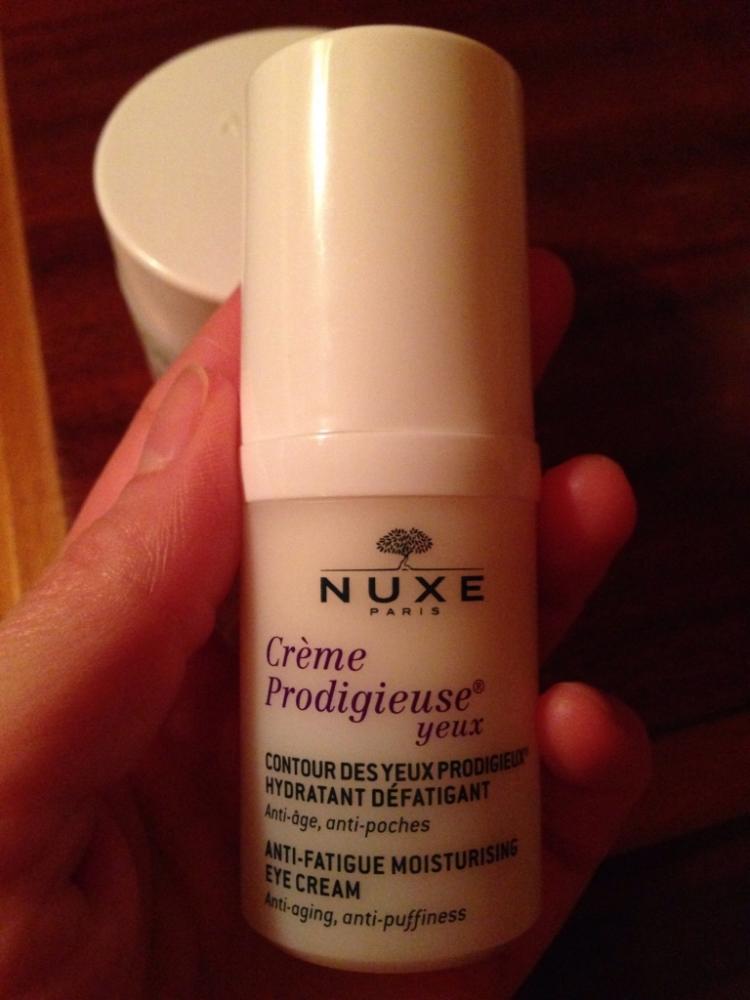 NUXE
PARIS
Crème
Prodigieuse®
yeux
CONTOUR DES YEUX PRODIGIEUX®
HYDRATANT DÉFATIGANT
Anti-âge, anti-poches
ANTI-FATIGUE MOISTURISING
EYE CREAM
Anti-aging, anti-puffiness